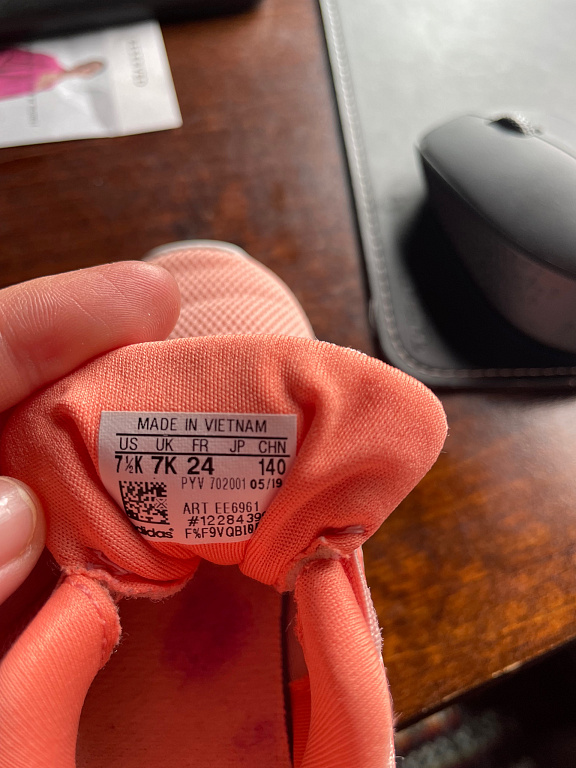 MADE IN VIETNAM
US UK FR JP CHN
7½K 7K 24 140
PYV 702001 05/19
ART EE6961
#1228439
adidas F%F9VQB